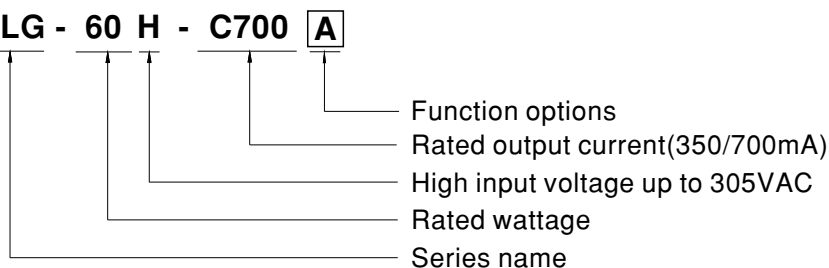 LG - 60 H - C700 A
Function options
Rated output current(350/700mA)
High input voltage up to 305VAC
Rated wattage
Series name